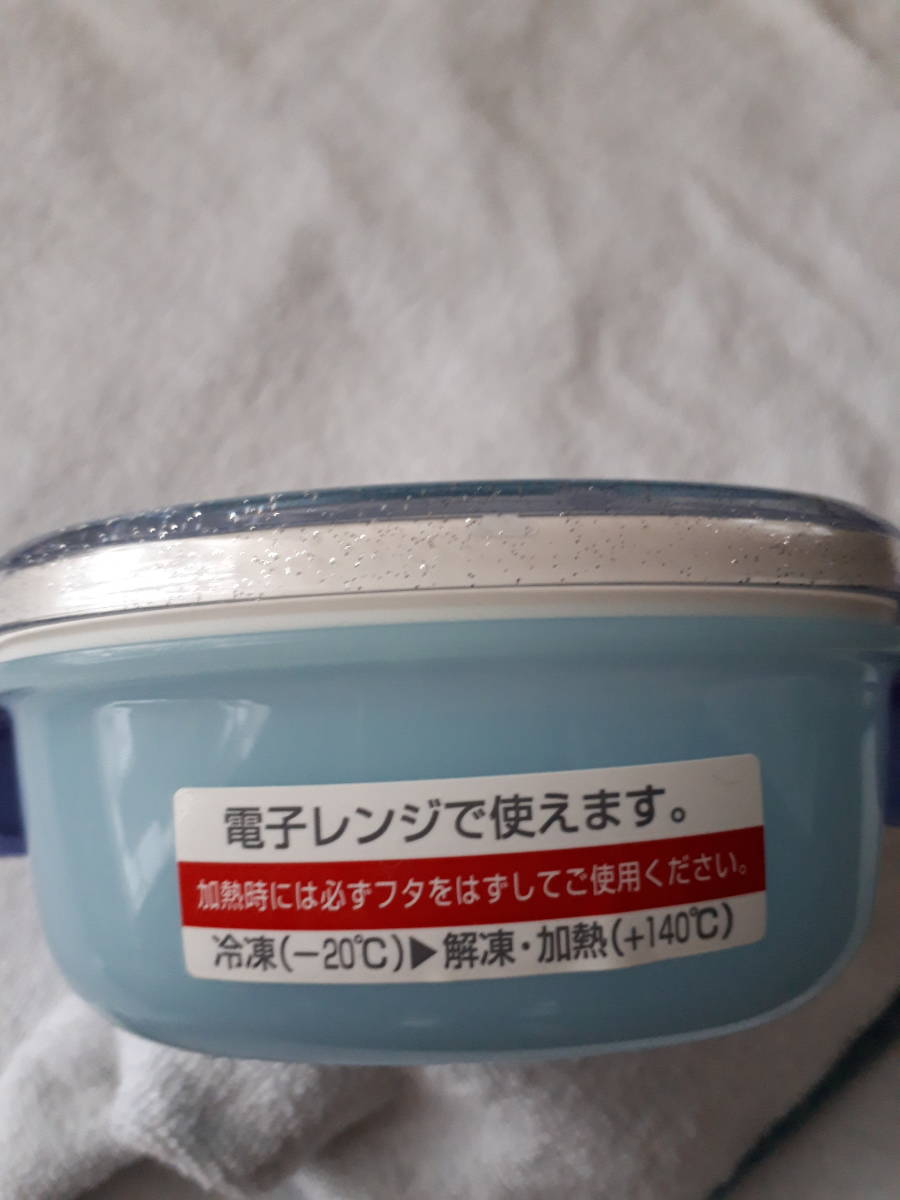 電子レンジで使えます。
加熱時には必ずフタをはずしてご使用ください。
冷凍(−20℃)▶解凍・加熱(+140℃)